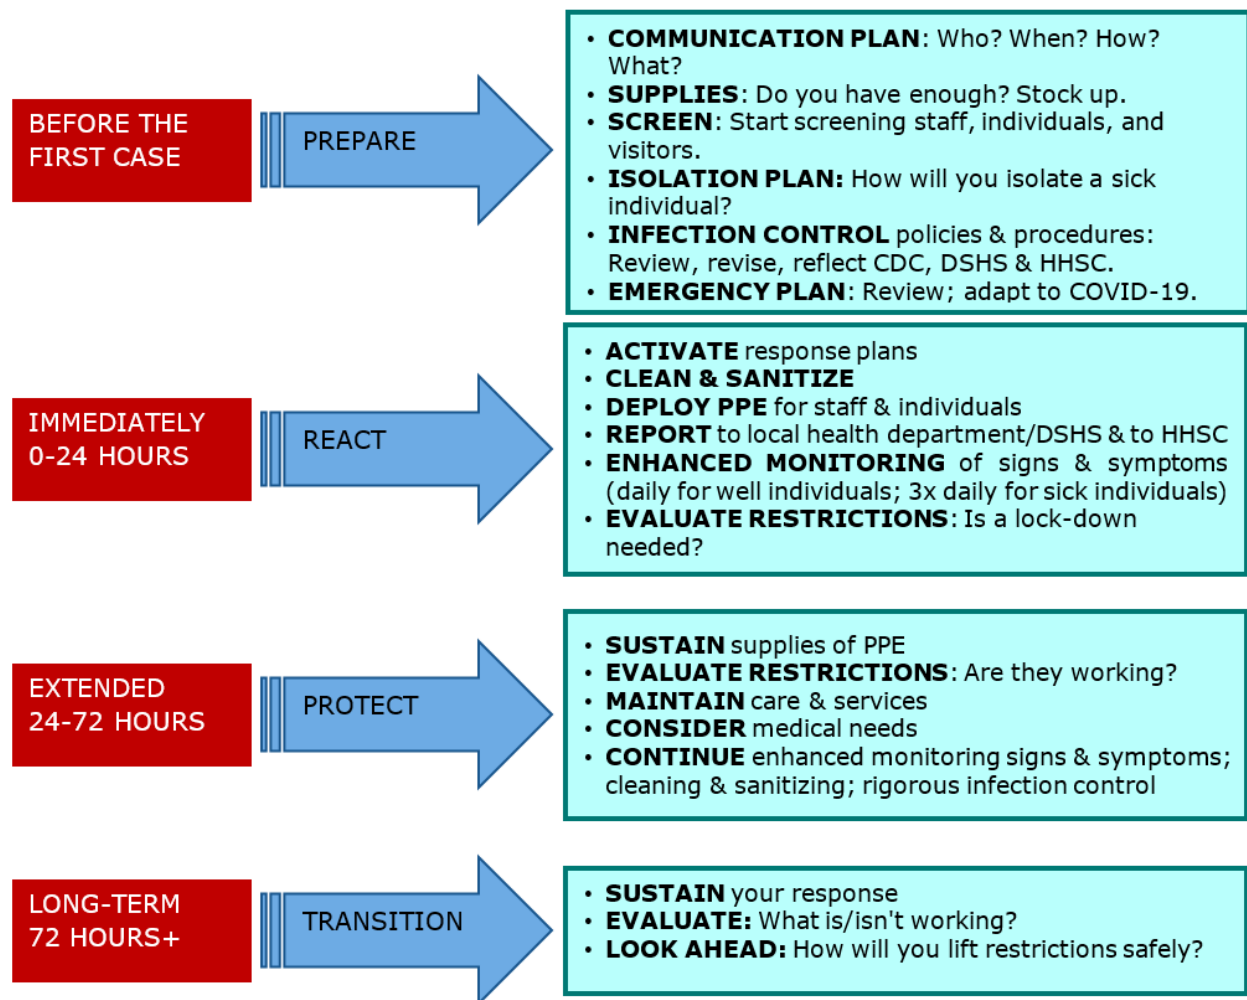 BEFORE THE
FIRST CASE
PREPARE
• COMMUNICATION PLAN: Who? When? How?
What?
• SUPPLIES: Do you have enough? Stock up.
• SCREEN: Start screening staff, individuals, and
visitors.
• ISOLATION PLAN: How will you isolate a sick
individual?
• INFECTION CONTROL policies & procedures:
Review, revise, reflect CDC, DSHS & HHSC.
• EMERGENCY PLAN: Review; adapt to COVID-19.
IMMEDIATELY
0-24 HOURS
REACT
• ACTIVATE response plans
• CLEAN & SANITIZE
• DEPLOY PPE for staff & individuals
• REPORT to local health department/DSHS & to HHSC
• ENHANCED MONITORING of signs & symptoms
(daily for well individuals; 3x daily for sick individuals)
• EVALUATE RESTRICTIONS: Is a lock-down
needed?
EXTENDED
24-72 HOURS
PROTECT
• SUSTAIN supplies of PPE
• EVALUATE RESTRICTIONS: Are they working?
• MAINTAIN care & services
• CONSIDER medical needs
• CONTINUE enhanced monitoring signs & symptoms;
cleaning & sanitizing; rigorous infection control
LONG-TERM
72 HOURS+
TRANSITION
• SUSTAIN your response
• EVALUATE: What is/isn't working?
• LOOK AHEAD: How will you lift restrictions safely?